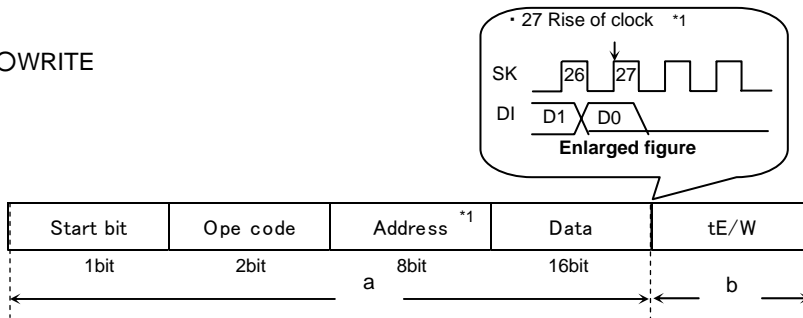 ・27 Rise of clock *1
○WRITE
SK 26 27
DI D1 D0
Enlarged figure
Start bit Ope code Address *1 Data tE/W
1bit 2bit 8bit 16bit
a b